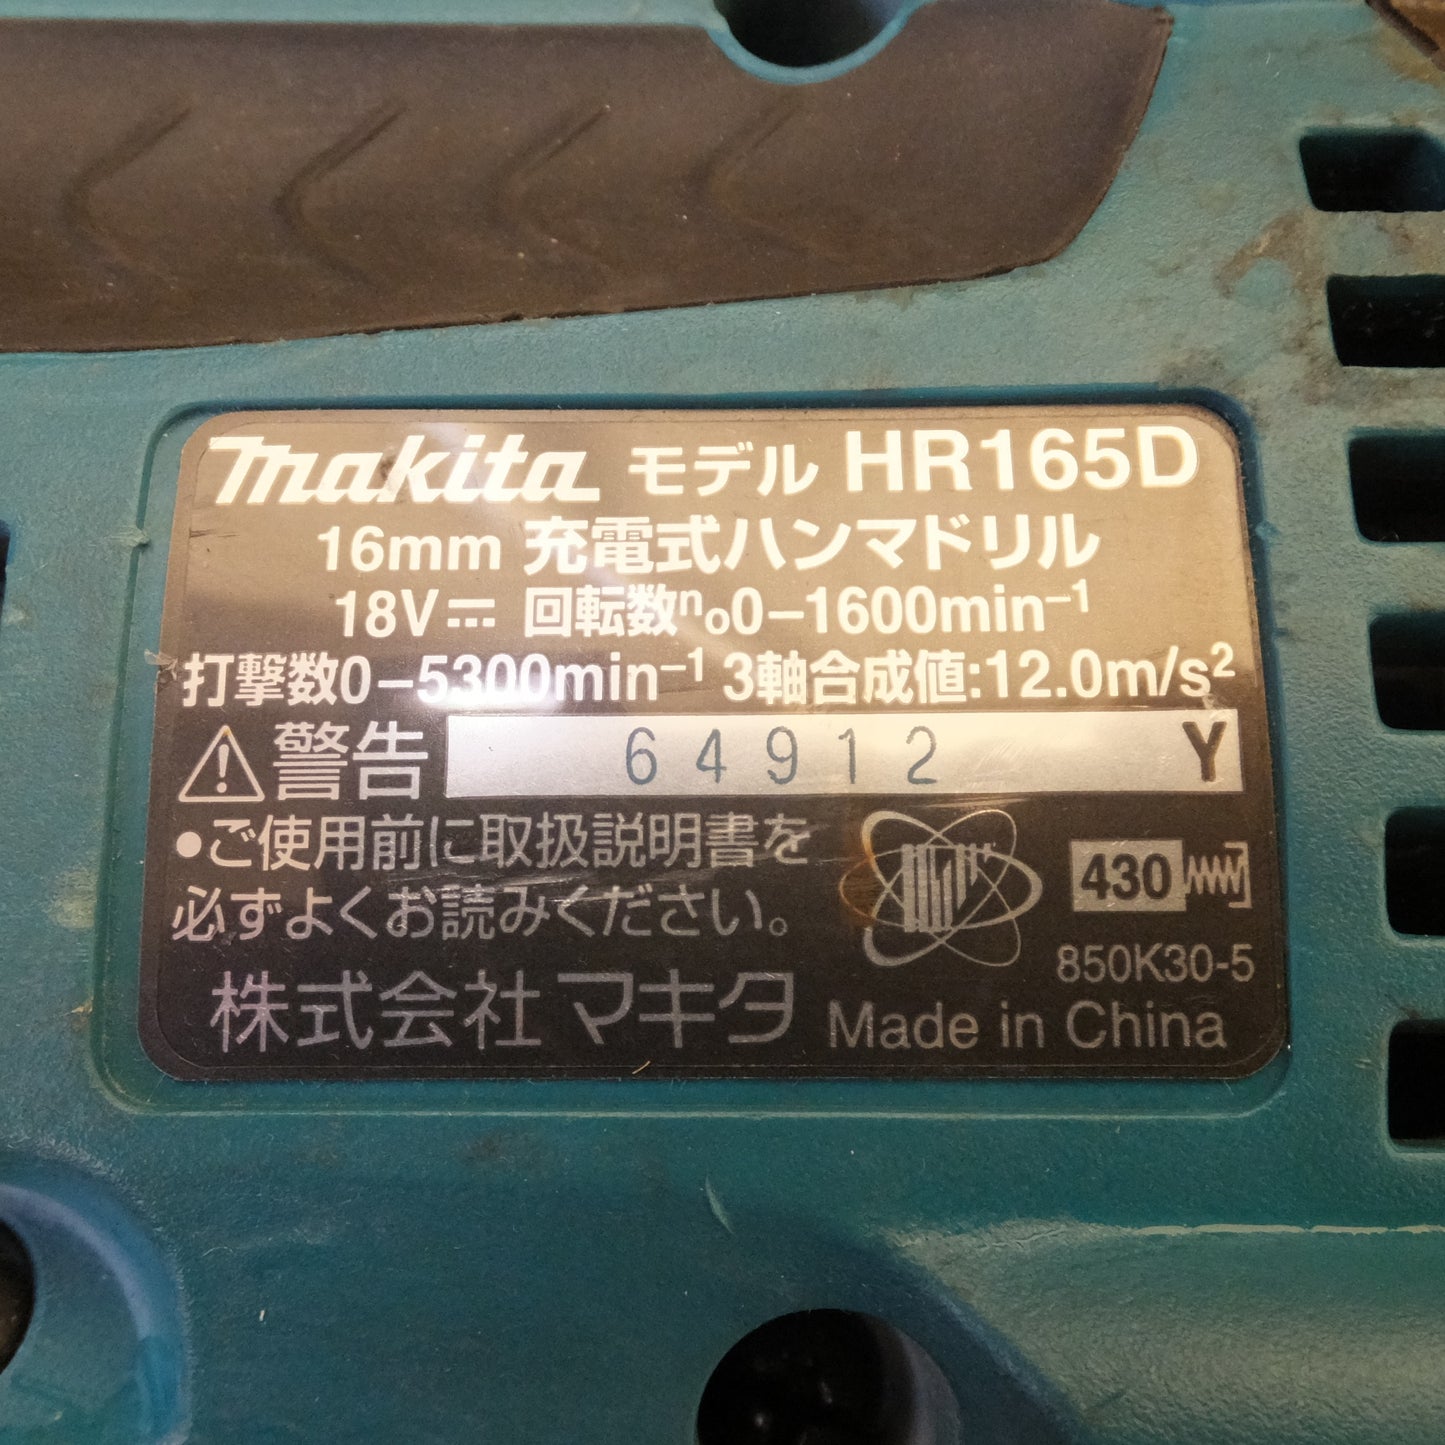 makita モデル HR165D
16mm 充電式ハンマドリル
18V⎓ 回転数n₀0−1600min⁻¹
打撃数0−5300min⁻¹ 3軸合成値:12.0m/s²
⚠警告 64912 Y
●ご使用前に取扱説明書を
必ずよくお読みください。
430
850K30-5
株式会社マキタ Made in China